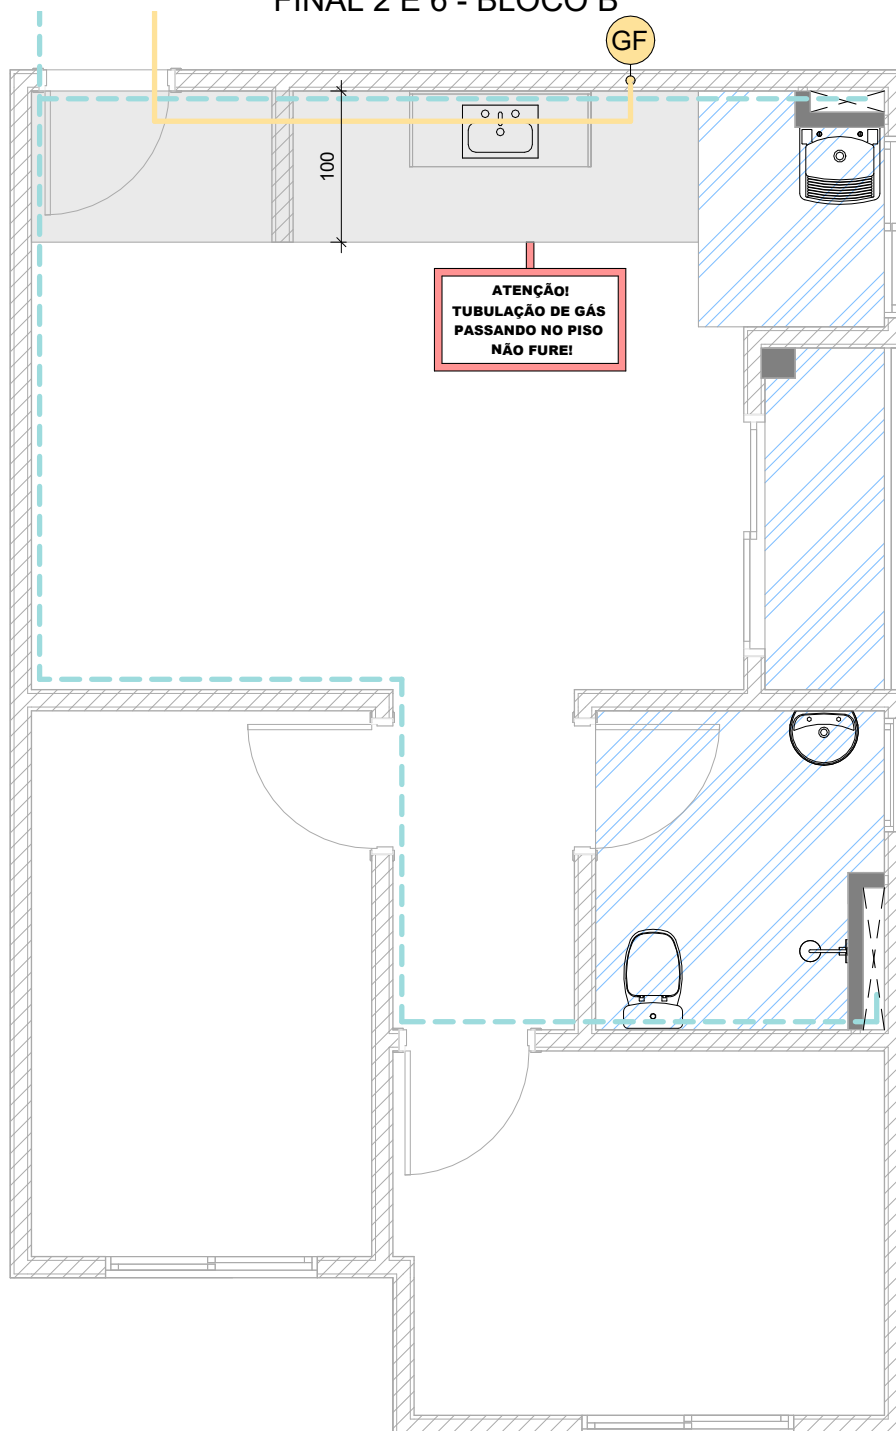 FINAL 2 E 6 - BLOCO B
GF
100
ATENÇÃO!
TUBULAÇÃO DE GÁS
PASSANDO NO PISO
NÃO FURE!